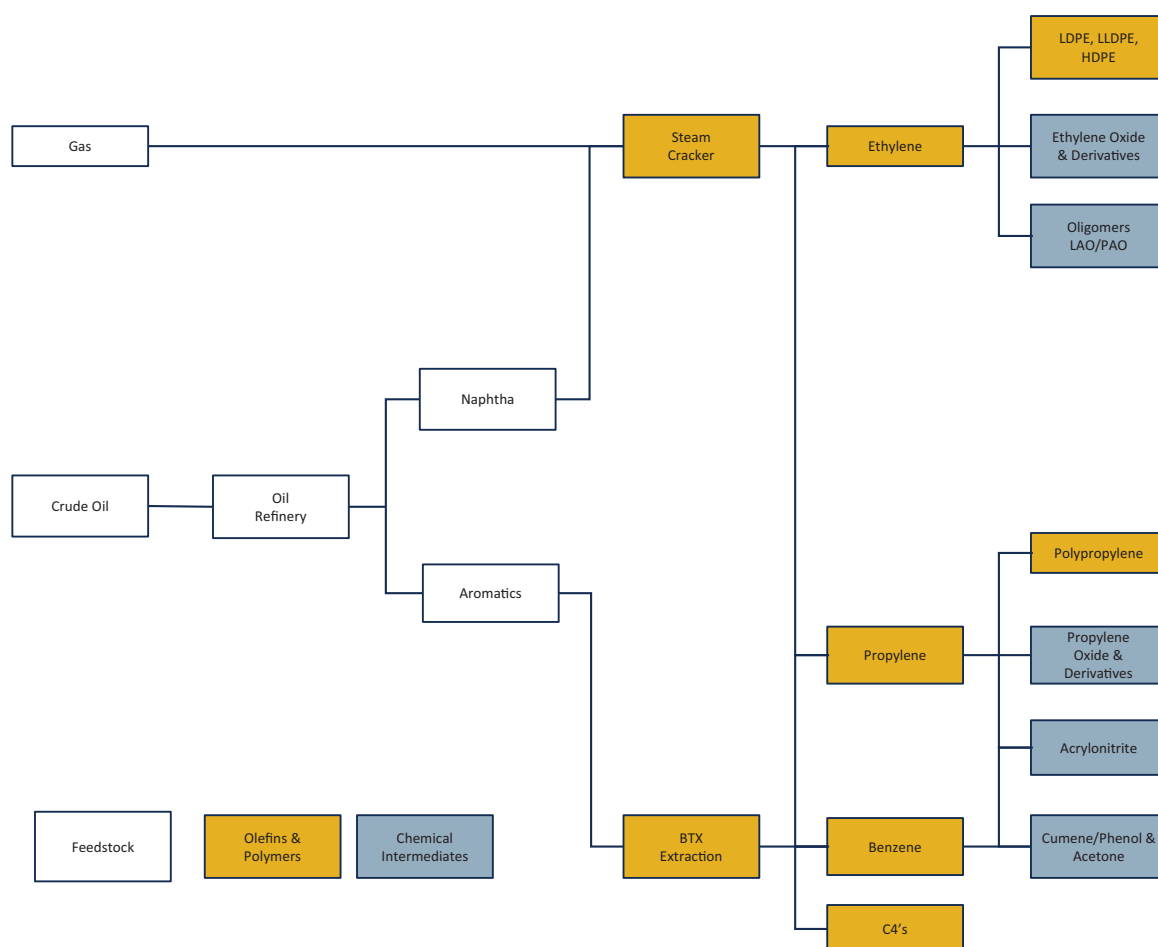 LDPE, LLDPE,
HDPE
Gas
Steam
Cracker
Ethylene
Ethylene Oxide
& Derivatives
Oligomers
LAO/PAO
Naphtha
Crude Oil
Oil
Refinery
Polypropylene
Aromatics
Propylene
Propylene
Oxide &
Derivatives
Acrylonitrite
Feedstock
Olefins &
Polymers
Chemical
Intermediates
BTX
Extraction
Benzene
Cumene/Phenol &
Acetone
C4's